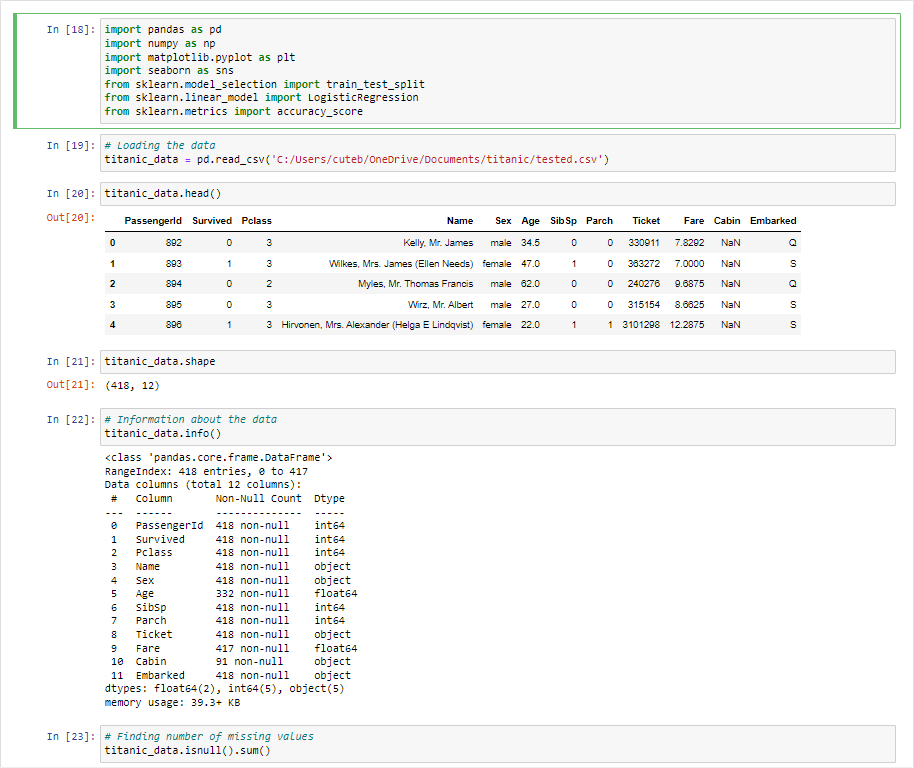 In [18]: import pandas as pd
import numpy as np
import matplotlib.pyplot as plt
import seaborn as sns
from sklearn.model_selection import train_test_split
from sklearn.linear_model import LogisticRegression
from sklearn.metrics import accuracy_score
In [19]: # Loading the data
titanic_data = pd.read_csv('C:/Users/cuteb/OneDrive/Documents/titanic/tested.csv')
In [20]: titanic_data.head()
Out[20]: PassengerId Survived Pclass Name Sex Age SibSp Parch Ticket Fare Cabin Embarked
0 892 0 3 Kelly, Mr. James male 34.5 0 0 330911 7.8292 NaN Q
1 893 1 3 Wilkes, Mrs. James (Ellen Needs) female 47.0 1 0 363272 7.0000 NaN S
2 894 0 2 Myles, Mr. Thomas Francis male 62.0 0 0 240276 9.6875 NaN Q
3 895 0 3 Wirz, Mr. Albert male 27.0 0 0 315154 8.6625 NaN S
4 896 1 3 Hirvonen, Mrs. Alexander (Helga E Lindqvist) female 22.0 1 1 3101298 12.2875 NaN S
In [21]: titanic_data.shape
Out[21]: (418, 12)
In [22]: # Information about the data
titanic_data.info()
<class 'pandas.core.frame.DataFrame'>
RangeIndex: 418 entries, 0 to 417
Data columns (total 12 columns):
# Column Non-Null Count Dtype
--- ------ -------------- -----
0 PassengerId 418 non-null int64
1 Survived 418 non-null int64
2 Pclass 418 non-null int64
3 Name 418 non-null object
4 Sex 418 non-null object
5 Age 332 non-null float64
6 SibSp 418 non-null int64
7 Parch 418 non-null int64
8 Ticket 418 non-null object
9 Fare 417 non-null float64
10 Cabin 91 non-null object
11 Embarked 418 non-null object
dtypes: float64(2), int64(5), object(5)
memory usage: 39.3+ KB
In [23]: # Finding number of missing values
titanic_data.isnull().sum()